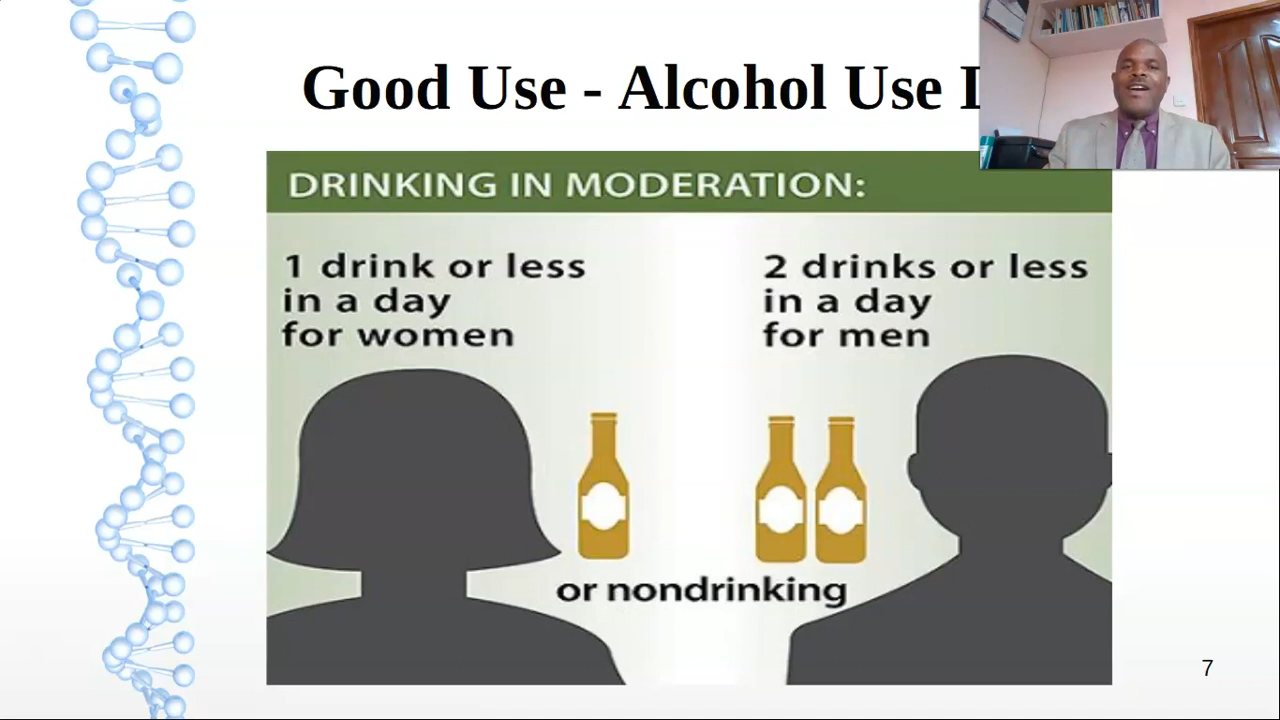 Good Use - Alcohol Use
DRINKING IN MODERATION:
1 drink or less
in a day
for women
2 drinks or less
in a day
for men
or nondrinking
7